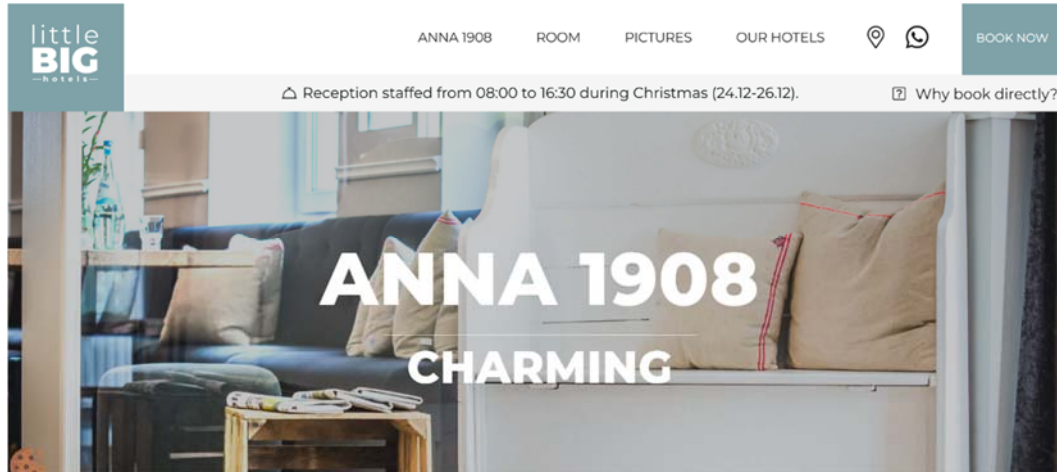 little
BIG
hotels
ANNA 1908
ROOM
PICTURES
OUR HOTELS
BOOK NOW
Reception staffed from 08:00 to 16:30 during Christmas (24.12-26.12).
Why book directly?
ANNA 1908
CHARMING